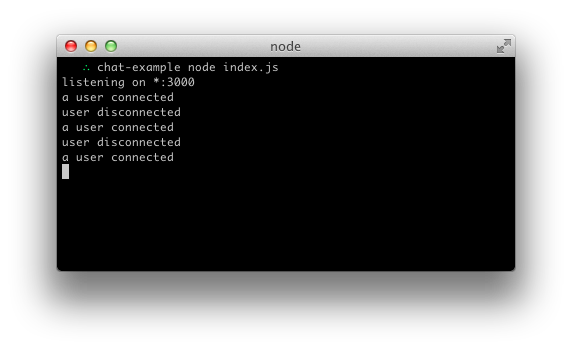 node
∴ chat-example node index.js
listening on *:3000
a user connected
user disconnected
a user connected
user disconnected
a user connected